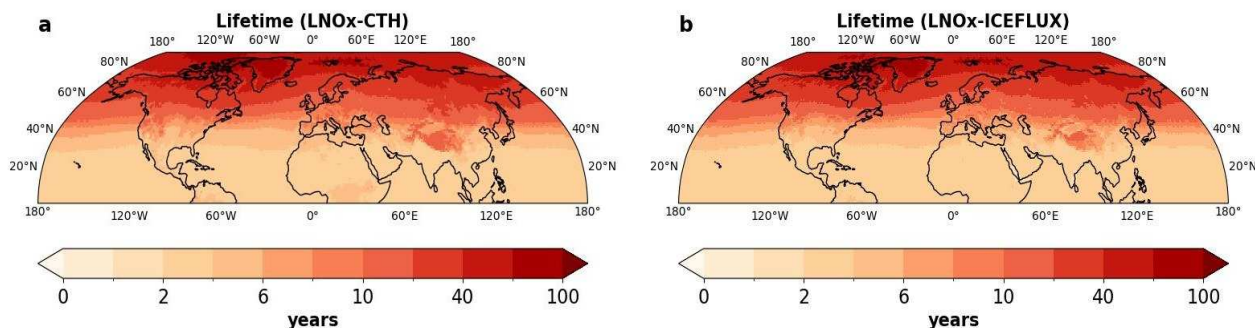 a
Lifetime (LNOx-CTH)
180° 120°W 60°W 0° 60°E 120°E 180°
80°N 80°N
60°N 60°N
40°N 40°N
20°N 20°N
180° 120°W 60°W 0° 60°E 120°E 180°
0 2 6 10 40 100
years
b
Lifetime (LNOx-ICEFLUX)
180° 120°W 60°W 0° 60°E 120°E 180°
80°N 80°N
60°N 60°N
40°N 40°N
20°N 20°N
180° 120°W 60°W 0° 60°E 120°E 180°
0 2 6 10 40 100
years